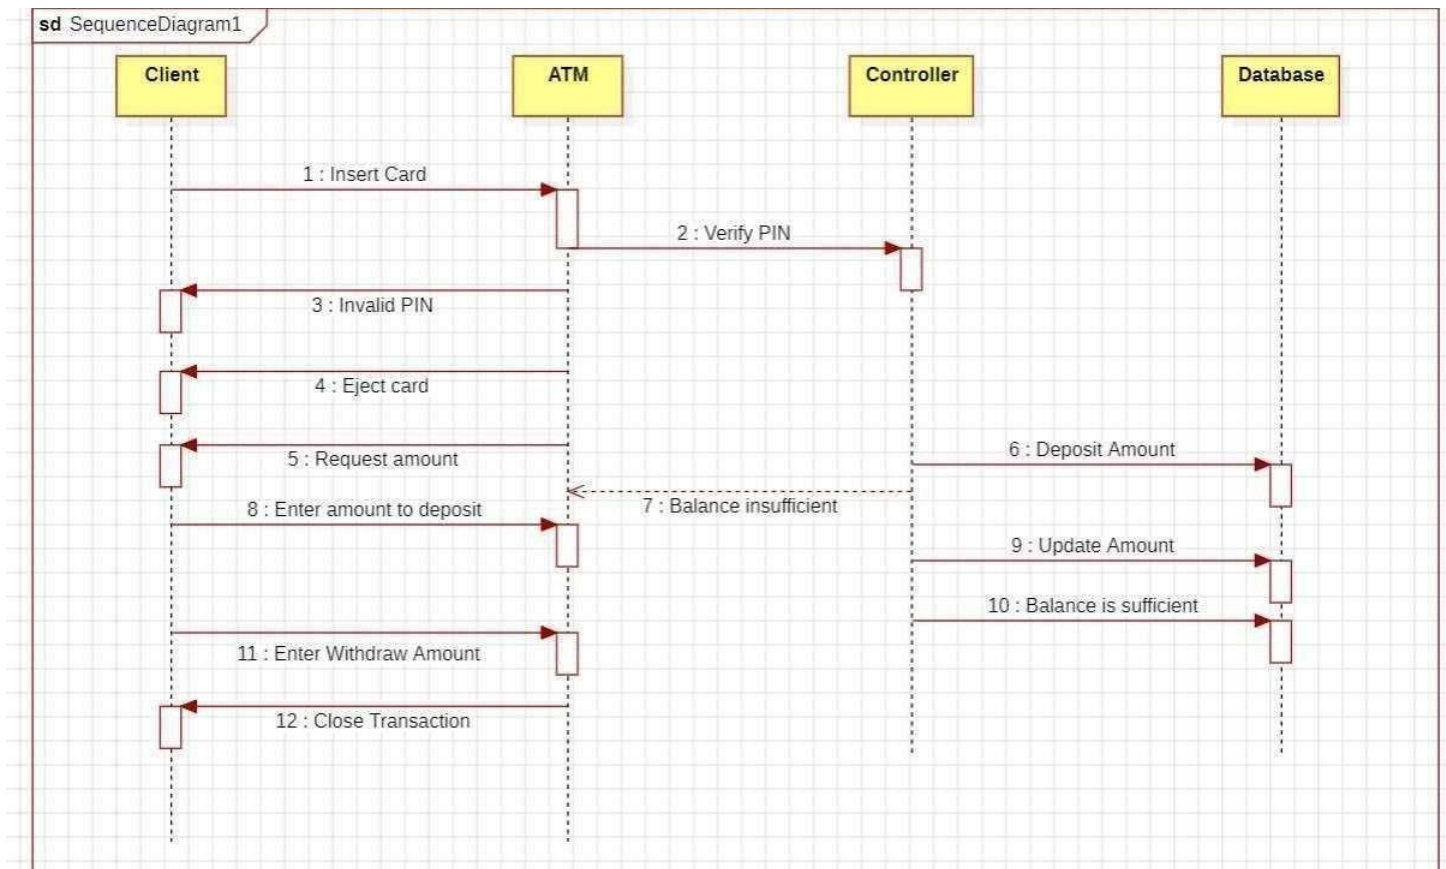 sd SequenceDiagram1
Client
ATM
Controller
Database
1 : Insert Card
2 : Verify PIN
3 : Invalid PIN
4 : Eject card
5 : Request amount
6 : Deposit Amount
7 : Balance insufficient
8 : Enter amount to deposit
9 : Update Amount
10 : Balance is sufficient
11 : Enter Withdraw Amount
12 : Close Transaction